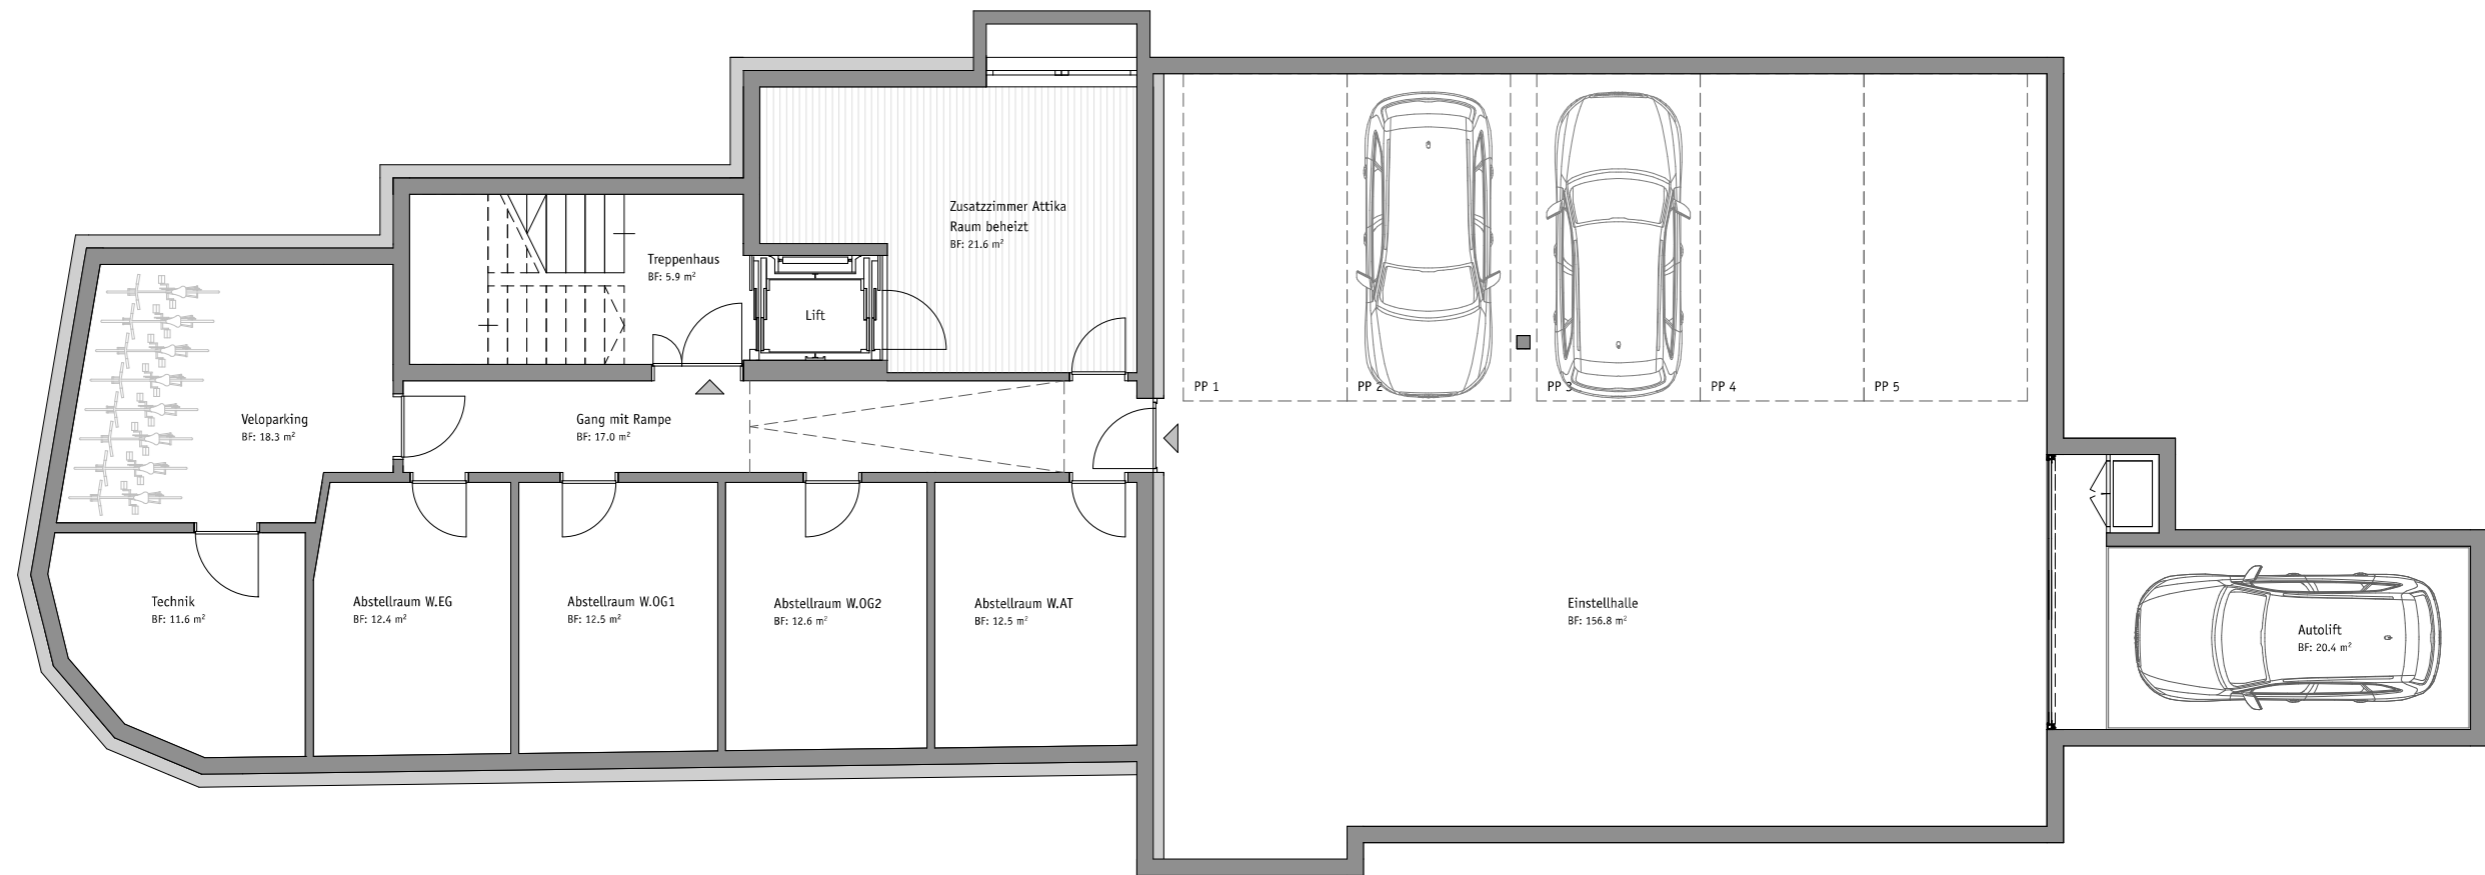 Zusatzzimmer Attika
Raum beheizt
BF: 21.6 m²
Treppenhaus
BF: 5.9 m²
Lift
PP 1
PP 2
PP 3
PP 4
PP 5
Veloparking
BF: 18.3 m²
Gang mit Rampe
BF: 17.0 m²
Technik
BF: 11.6 m²
Abstellraum W.EG
BF: 12.4 m²
Abstellraum W.OG1
BF: 12.5 m²
Abstellraum W.OG2
BF: 12.6 m²
Abstellraum W.AT
BF: 12.5 m²
Einstellhalle
BF: 156.8 m²
Autolift
BF: 20.4 m²